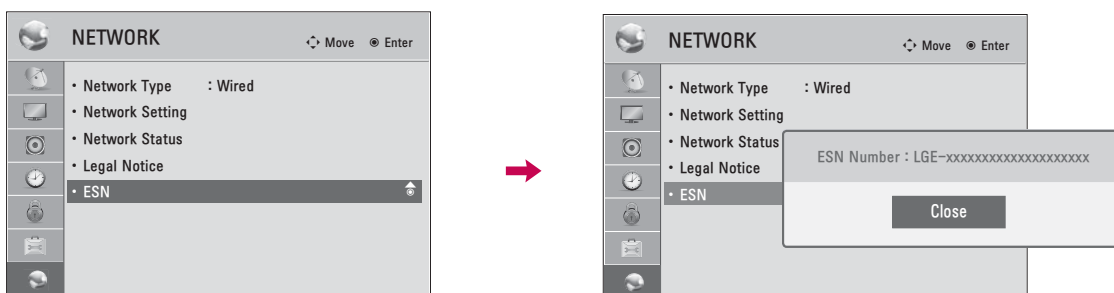 NETWORK
Move Enter
• Network Type : Wired
• Network Setting
• Network Status
• Legal Notice
• ESN
NETWORK
Move Enter
• Network Type : Wired
• Network Setting
• Network Status
• Legal Notice
• ESN
ESN Number : LGE-xxxxxxxxxxxxxxxxxxxx
Close